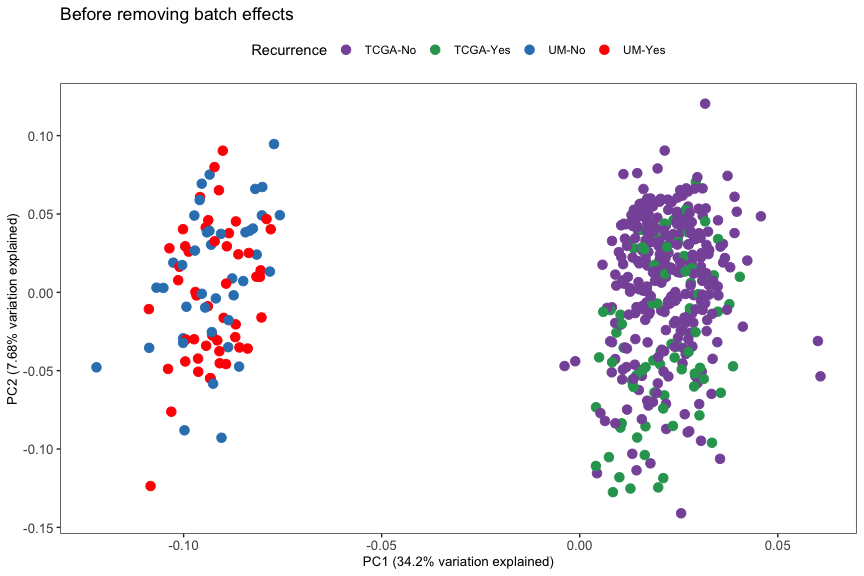 Before removing batch effects
Recurrence TCGA-No TCGA-Yes UM-No UM-Yes
0.10
0.05
0.00
-0.05
-0.10
-0.15
PC2 (7.68% variation explained)
-0.10 -0.05 0.00 0.05
PC1 (34.2% variation explained)